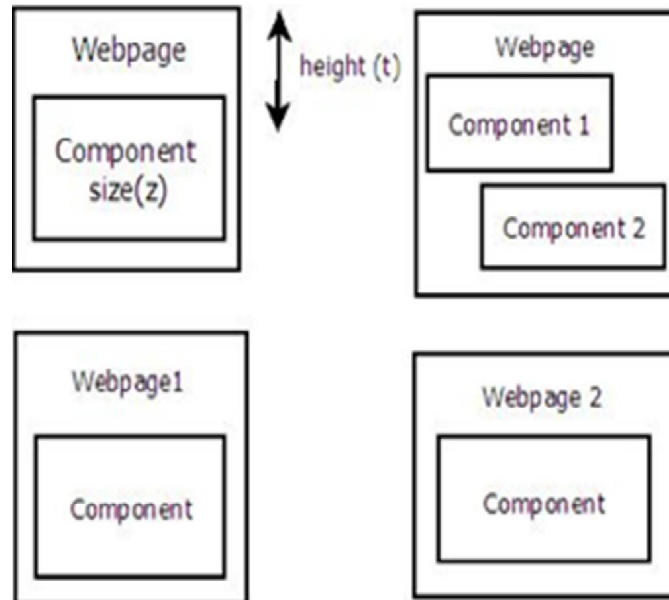 Webpage
height (t)
Component
size(z)
Webpage
Component 1
Component 2
Webpage1
Component
Webpage 2
Component